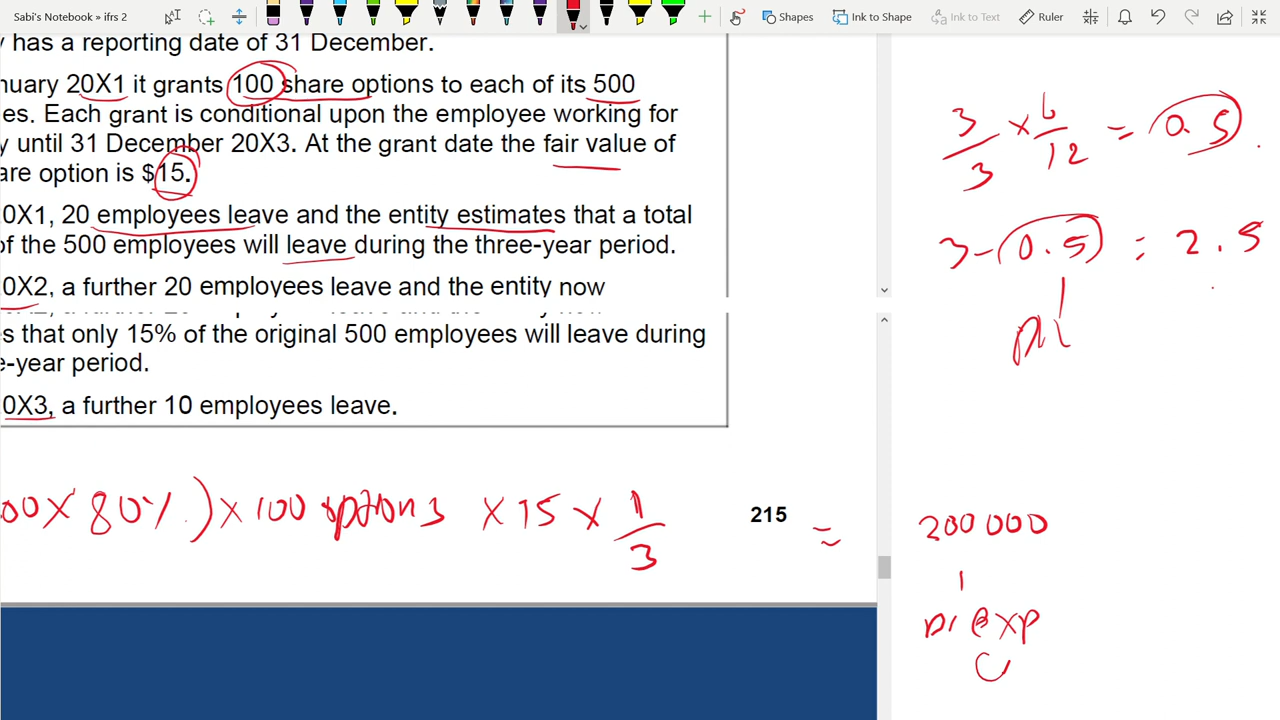 Sabi's Notebook » ifrs 2
Shapes
Ink to Shape
Ink to Text
Ruler
y has a reporting date of 31 December.
nuary 20X1 it grants 100 share options to each of its 500
es. Each grant is conditional upon the employee working for
y until 31 December 20X3. At the grant date the fair value of
are option is $15.
0X1, 20 employees leave and the entity estimates that a total
of the 500 employees will leave during the three-year period.
0X2, a further 20 employees leave and the entity now
s that only 15% of the original 500 employees will leave during
e-year period.
0X3, a further 10 employees leave.
00 x 80%) x 100 options x 15 x 1/3
215
=
3/3 x 6/12 = 0.5
3 - 0.5 = 2.5
200 000
Dr exp
C